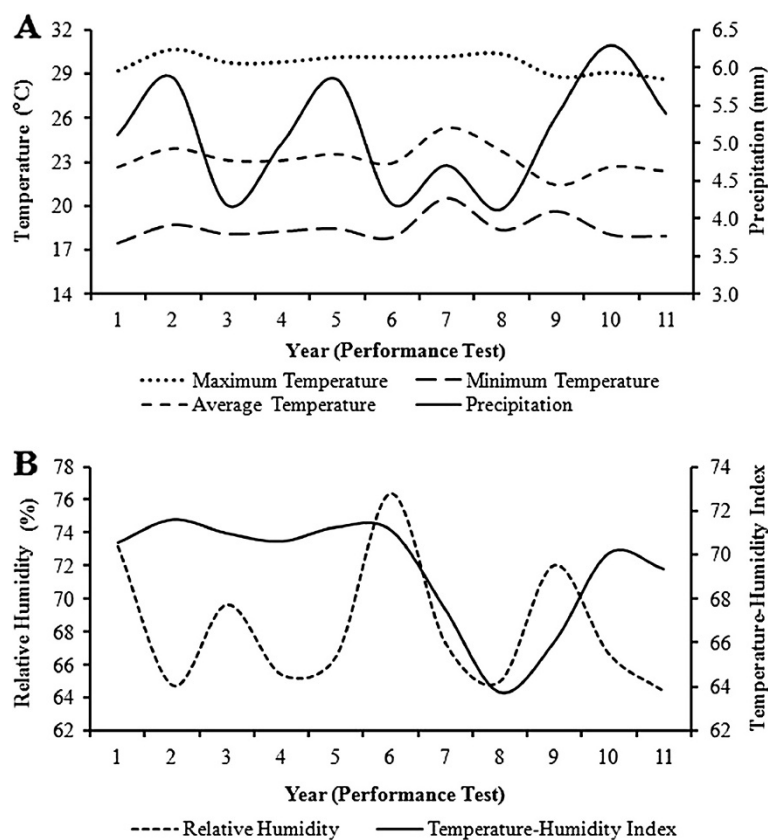 A
32
29
26
23
20
17
14
Temperature (°C)
6.5
6.0
5.5
5.0
4.5
4.0
3.5
3.0
Precipitation (mm)
1 2 3 4 5 6 7 8 9 10 11
Year (Performance Test)
Maximum Temperature Minimum Temperature
Average Temperature Precipitation
B
78
76
74
72
70
68
66
64
62
Relative Humidity (%)
74
72
70
68
66
64
62
Temperature-Humidity Index
1 2 3 4 5 6 7 8 9 10 11
Year (Performance Test)
Relative Humidity Temperature-Humidity Index